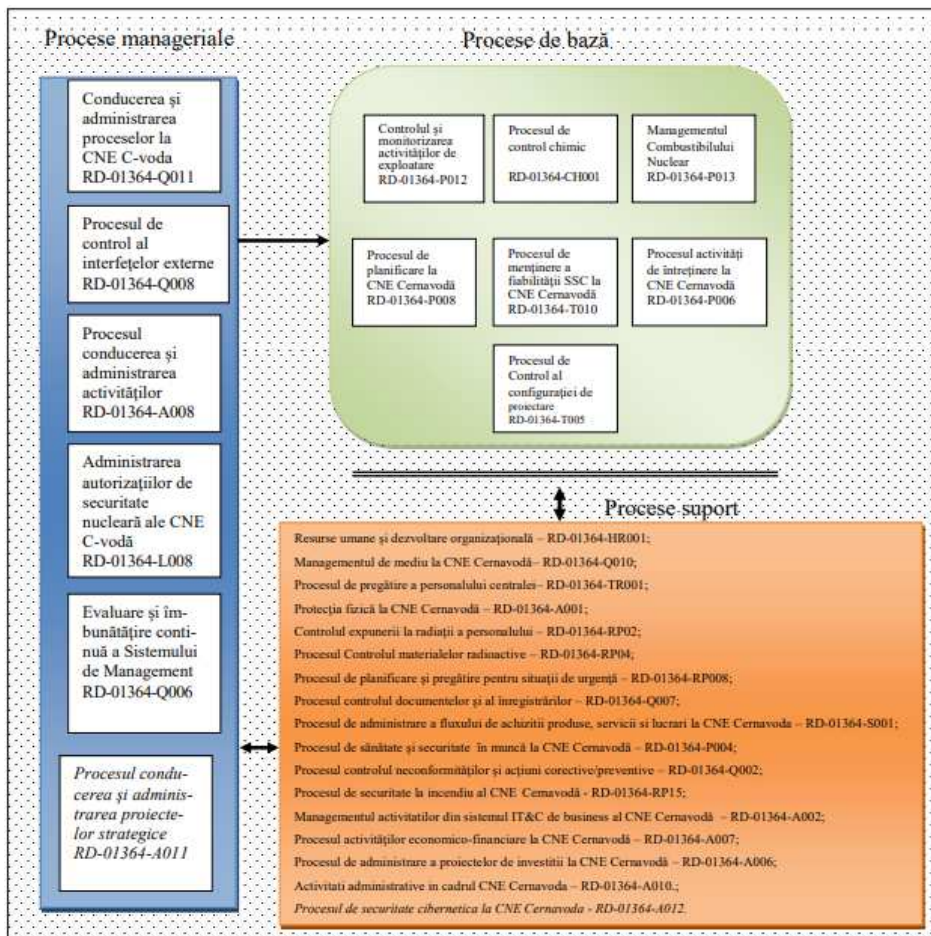 Procese manageriale
Conducerea și
administrarea
proceselor la
CNE C-voda
RD-01364-Q011
Procesul de
control al
interfețelor externe
RD-01364-Q008
Procesul
conducerea și
administrarea
activităților
RD-01364-A008
Administrarea
autorizațiilor de
securitate
nucleară ale CNE
C-vodă
RD-01364-L008
Evaluare și îm-
bunătățire conti-
nuă a Sistemului
de Management
RD-01364-Q006
Procesul condu-
cerea și adminis-
trarea proiecte-
lor strategice
RD-01364-A011
Procese de bază
Controlul și
monitorizarea
activităților de
exploatare
RD-01364-P012
Procesul de
control chimic
RD-01364-CH001
Managementul
Combustibilului
Nuclear
RD-01364-P013
Procesul de
planificare la
CNE Cernavodă
RD-01364-P008
Procesul de
menținere a
fiabilității SSC la
CNE Cernavodă
RD-01364-T010
Procesul activități
de întreținere la
CNE Cernavodă
RD-01364-P006
Procesul de
Control al
configurației de
proiectare
RD-01364-T005
Procese suport
Resurse umane și dezvoltare organizațională – RD-01364-HR001;
Managementul de mediu la CNE Cernavodă– RD-01364-Q010;
Procesul de pregătire a personalului centralei– RD-01364-TR001;
Protecția fizică la CNE Cernavodă – RD-01364-A001;
Controlul expunerii la radiații a personalului – RD-01364-RP02;
Procesul Controlul materialelor radioactive – RD-01364-RP04;
Procesul de planificare și pregătire pentru situații de urgență – RD-01364-RP008;
Procesul controlul documentelor și al înregistrărilor – RD-01364-Q007;
Procesul de administrare a fluxului de achizitii produse, servicii si lucrari la CNE Cernavoda – RD-01364-S001;
Procesul de sănătate și securitate în muncă la CNE Cernavodă – RD-01364-P004;
Procesul controlul neconformităților și acțiuni corective/preventive – RD-01364-Q002;
Procesul de securitate la incendiu al CNE Cernavodă - RD-01364-RP15;
Managementul activitatilor din sistemul IT&C de business al CNE Cernavodă – RD-01364-A002;
Procesul activităților economico-financiare la CNE Cernavodă – RD-01364-A007;
Procesul de administrare a proiectelor de investitii la CNE Cernavodă – RD-01364-A006;
Activitati administrative in cadrul CNE Cernavoda – RD-01364-A010.;
Procesul de securitate cibernetica la CNE Cernavoda - RD-01364-A012.